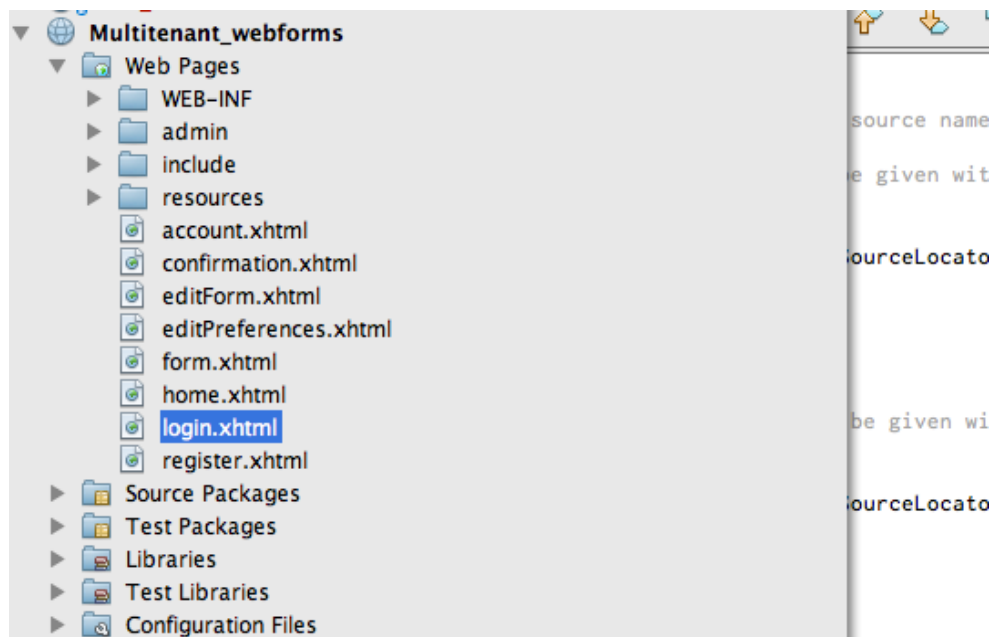 Multitenant_webforms
Web Pages
WEB-INF
admin
include
resources
account.xhtml
confirmation.xhtml
editForm.xhtml
editPreferences.xhtml
form.xhtml
home.xhtml
login.xhtml
register.xhtml
Source Packages
Test Packages
Libraries
Test Libraries
Configuration Files
source name
be given wit
SourceLocato
be given wi
SourceLocato